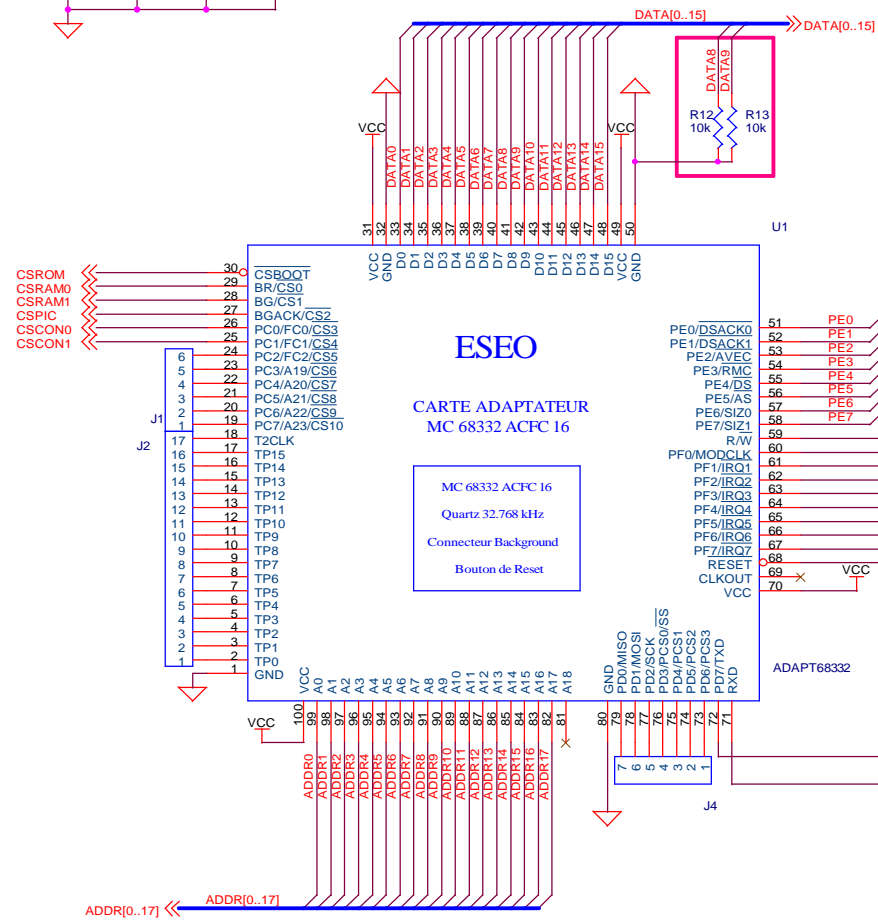 DATA[0..15]
DATA[0..15]
DATA8
DATA9
R12
10k
R13
10k
VCC
DATA0
DATA1
DATA2
DATA3
DATA4
DATA5
DATA6
DATA7
DATA8
DATA9
DATA10
DATA11
DATA12
DATA13
DATA14
DATA15
VCC
31
32
33
34
35
36
37
38
39
40
41
42
43
44
45
46
47
48
49
50
U1
VCC
GND
D0
D1
D2
D3
D4
D5
D6
D7
D8
D9
D10
D11
D12
D13
D14
D15
VCC
GND
CSROM
CSRAM0
CSRAM1
CSPIC
CSCON0
CSCON1
30 CSBOOT
29 BR/CS0
28 BG/CS1
27 BGACK/CS2
26 PC0/FC0/CS3
25 PC1/FC1/CS4
6 24 PC2/FC2/CS5
5 23 PC3/A19/CS6
4 22 PC4/A20/CS7
3 21 PC5/A21/CS8
2 20 PC6/A22/CS9
1 19 PC7/A23/CS10
J1
J2
17 18 T2CLK
16 17 TP15
15 16 TP14
14 15 TP13
13 14 TP12
12 13 TP11
11 12 TP10
10 11 TP9
9 10 TP8
8 9 TP7
7 8 TP6
6 7 TP5
5 6 TP4
4 5 TP3
3 4 TP2
2 3 TP1
1 2 TP0
1 GND
ESEO
CARTE ADAPTATEUR
MC 68332 ACFC 16
MC 68332 ACFC 16
Quartz 32.768 kHz
Connecteur Background
Bouton de Reset
PE0/DSACK0 51 PE0
PE1/DSACK1 52 PE1
PE2/AVEC 53 PE2
PE3/RMC 54 PE3
PE4/DS 55 PE4
PE5/AS 56 PE5
PE6/SIZ0 57 PE6
PE7/SIZ1 58 PE7
R/W 59
PF0/MODCLK 60
PF1/IRQ1 61
PF2/IRQ2 62
PF3/IRQ3 63
PF4/IRQ4 64
PF5/IRQ5 65
PF6/IRQ6 66
PF7/IRQ7 67
RESET 68
CLKOUT 69
VCC 70
VCC
ADAPT68332
VCC
A0
A1
A2
A3
A4
A5
A6
A7
A8
A9
A10
A11
A12
A13
A14
A15
A16
A17
A18
GND
PD0/MISO
PD1/MOSI
PD2/SCK
PD3/PCS0/SS
PD4/PCS1
PD5/PCS2
PD6/PCS3
PD7/TXD
RXD
VCC
100
99
98
97
96
95
94
93
92
91
90
89
88
87
86
85
84
83
82
81
80
79
78
77
76
75
74
73
72
71
ADDR0
ADDR1
ADDR2
ADDR3
ADDR4
ADDR5
ADDR6
ADDR7
ADDR8
ADDR9
ADDR10
ADDR11
ADDR12
ADDR13
ADDR14
ADDR15
ADDR16
ADDR17
7
6
5
4
3
2
1
J4
ADDR[0..17]
ADDR[0..17]